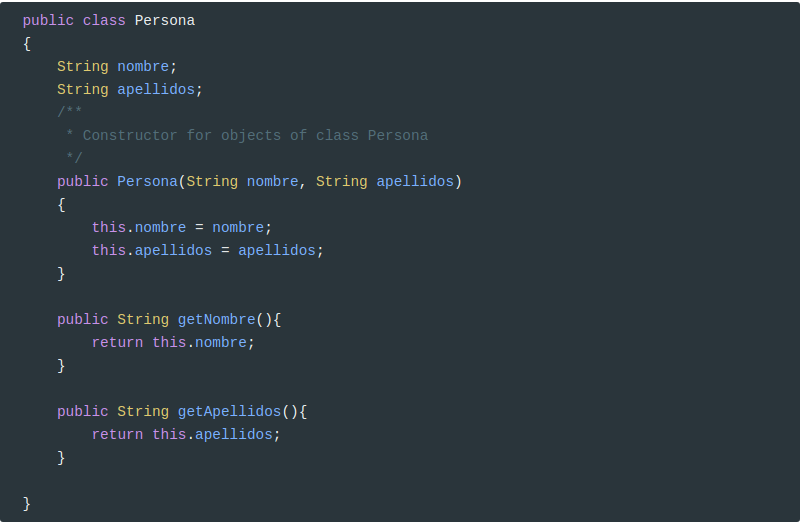 public class Persona
{
    String nombre;
    String apellidos;
    /**
     * Constructor for objects of class Persona
     */
    public Persona(String nombre, String apellidos)
    {
        this.nombre = nombre;
        this.apellidos = apellidos;
    }

    public String getNombre(){
        return this.nombre;
    }

    public String getApellidos(){
        return this.apellidos;
    }

}